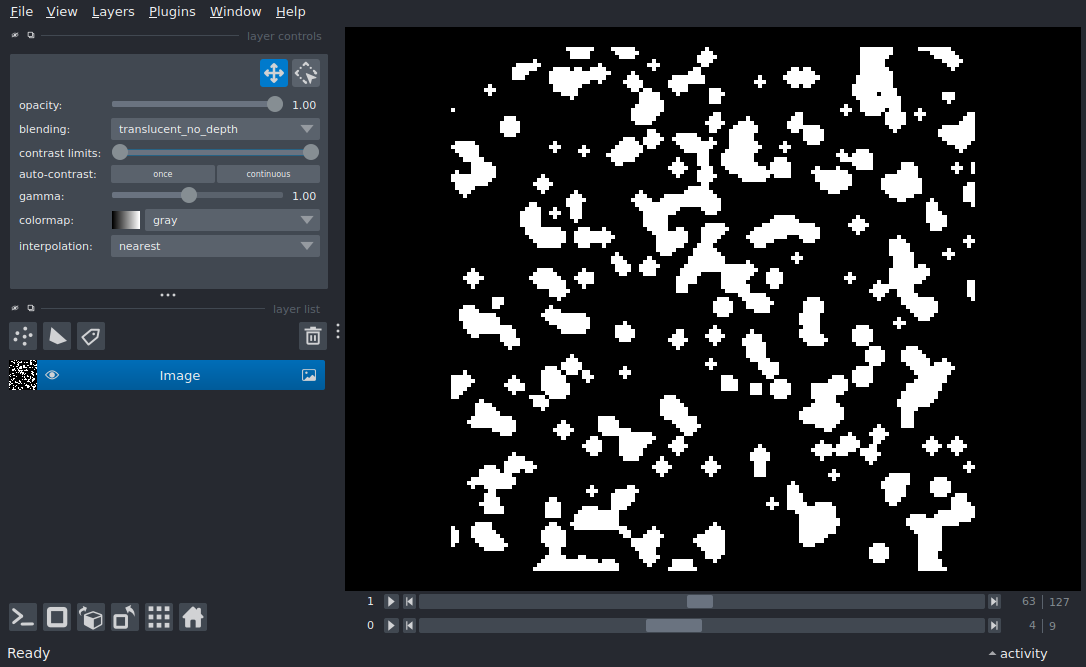 File View Layers Plugins Window Help
layer controls
opacity: 1.00
blending: translucent_no_depth
contrast limits:
auto-contrast: once continuous
gamma: 1.00
colormap: gray
interpolation: nearest
layer list
Image
1 63 127
0 4 9
Ready activity